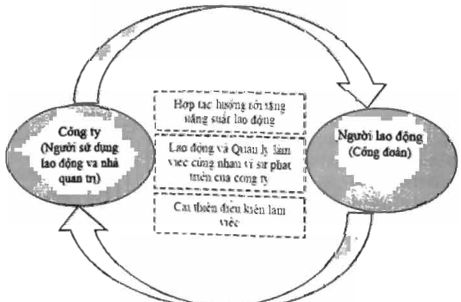 Công ty
(Người sử dụng
lao động và nhà
quản trị)
Hợp tác hướng tới tăng
năng suất lao động
Lao động và Quản lý làm
việc cùng nhau vì sự phát
triển của công ty
Cải thiện điều kiện làm
việc
Người lao động
(Công đoàn)